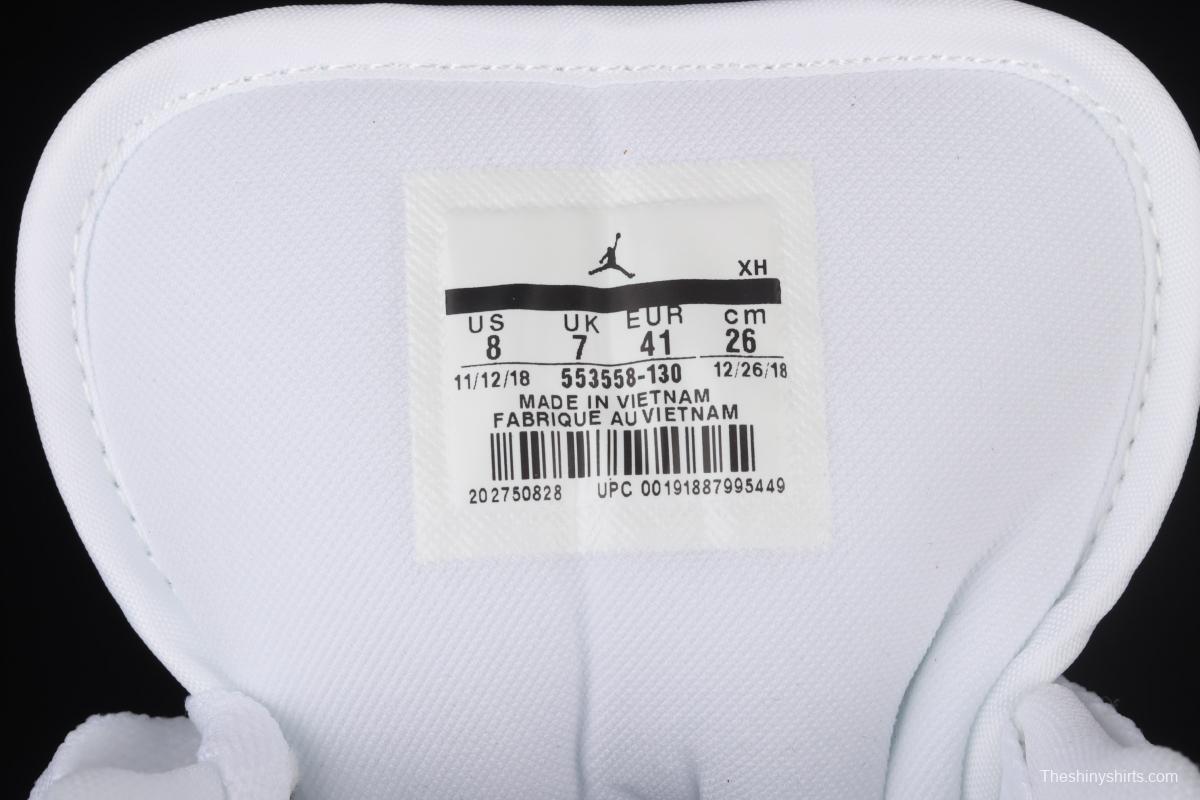 XH
US UK EUR cm
8 7 41 26
11/12/18 553558-130 12/26/18
MADE IN VIETNAM
FABRIQUE AU VIETNAM
202750828 UPC 00191887995449
Theshinyshirts.com